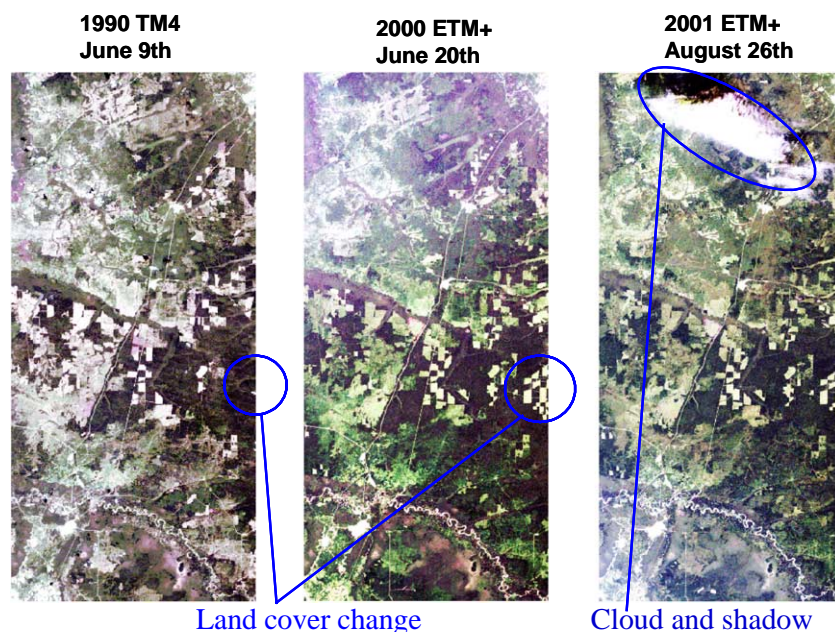 1990 TM4
June 9th
2000 ETM+
June 20th
2001 ETM+
August 26th
Land cover change
Cloud and shadow